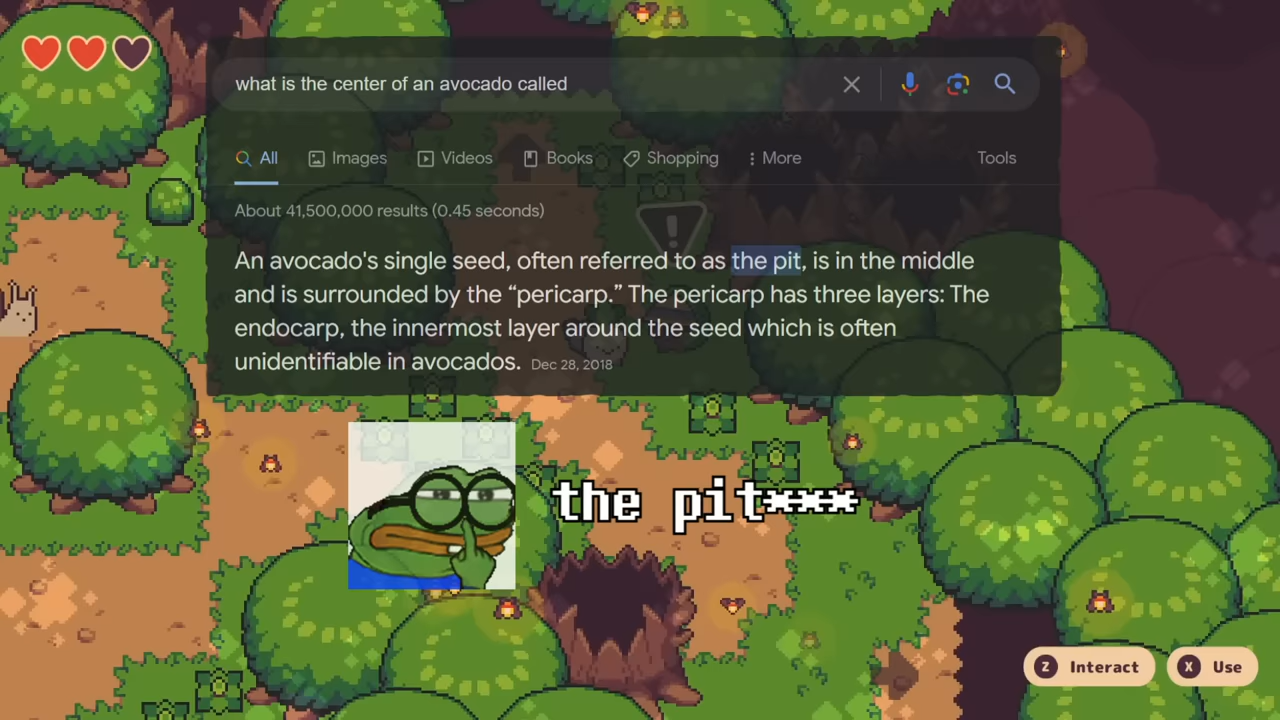 what is the center of an avocado called
All Images Videos Books Shopping More Tools
About 41,500,000 results (0.45 seconds)
An avocado's single seed, often referred to as the pit, is in the middle
and is surrounded by the “pericarp.” The pericarp has three layers: The
endocarp, the innermost layer around the seed which is often
unidentifiable in avocados. Dec 28, 2018
the pit***
Z Interact X Use